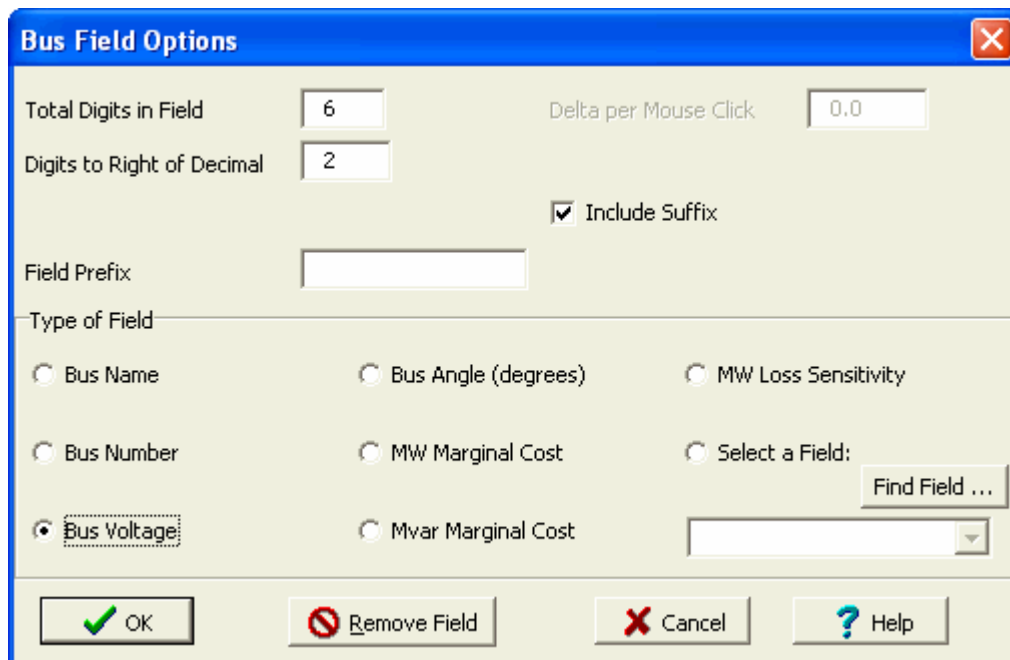 Bus Field Options
Total Digits in Field 6 Delta per Mouse Click 0.0
Digits to Right of Decimal 2
Include Suffix
Field Prefix
Type of Field
Bus Name Bus Angle (degrees) MW Loss Sensitivity
Bus Number MW Marginal Cost Select a Field:
Find Field ...
Bus Voltage Mvar Marginal Cost
OK Remove Field Cancel Help